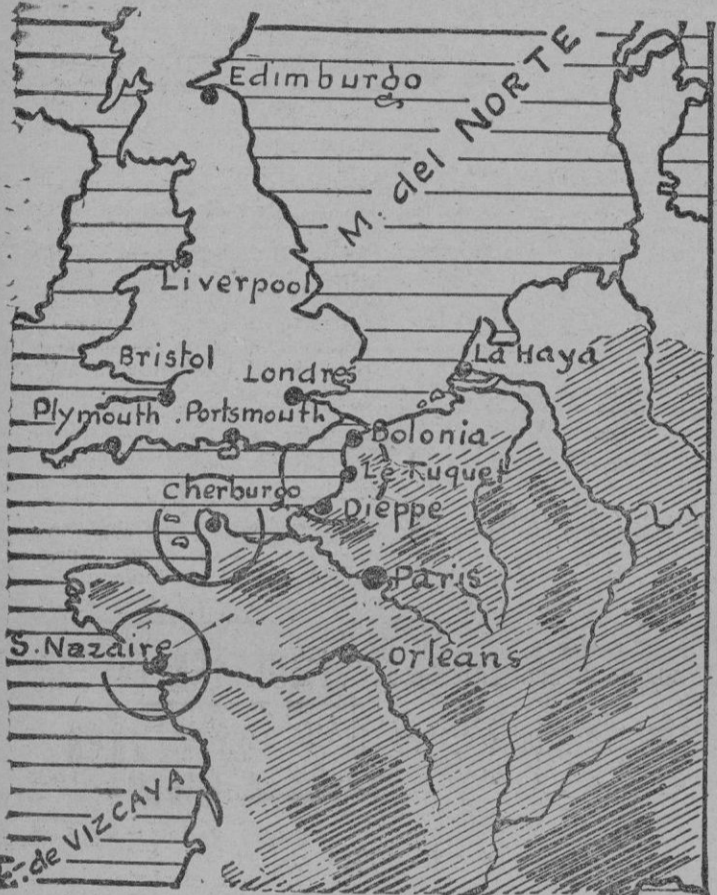 Edimburgo
M. del NORTE
Liverpool
Bristol
Londres
La Haya
Plymouth. Portsmouth
Bolonia
Le Tuquet
Cherburgo
Dieppe
Paris
S. Nazaire
Orleans
de VIZCAYA